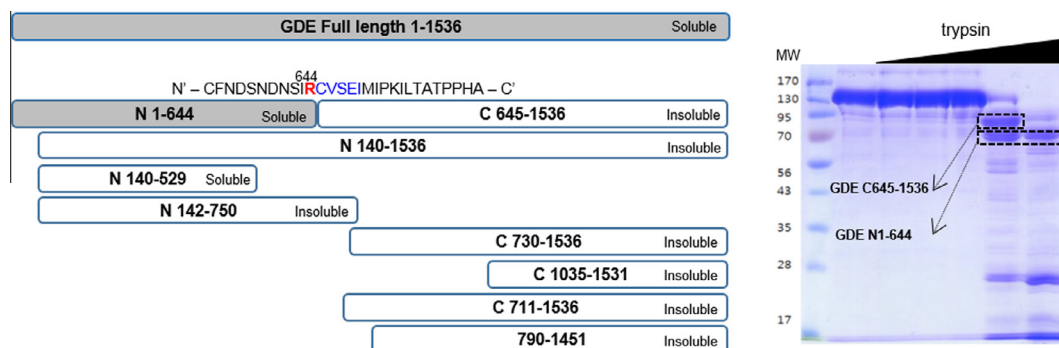 GDE Full length 1-1536 Soluble
644
N' – CFNDSNDNSIRCVSEIMIPKILTATPPHA – C'
N 1-644 Soluble
C 645-1536 Insoluble
N 140-1536 Insoluble
N 140-529 Soluble
N 142-750 Insoluble
C 730-1536 Insoluble
C 1035-1531 Insoluble
C 711-1536 Insoluble
790-1451 Insoluble
trypsin
MW
170
130
95
70
56
43
35
28
17
GDE C645-1536
GDE N1-644